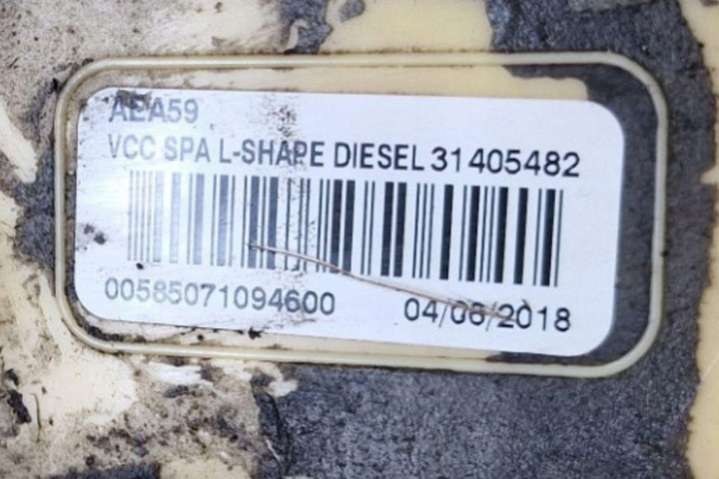 AEA59
VCC SPA L-SHAPE DIESEL 31405482
00585071094600 04/06/2018